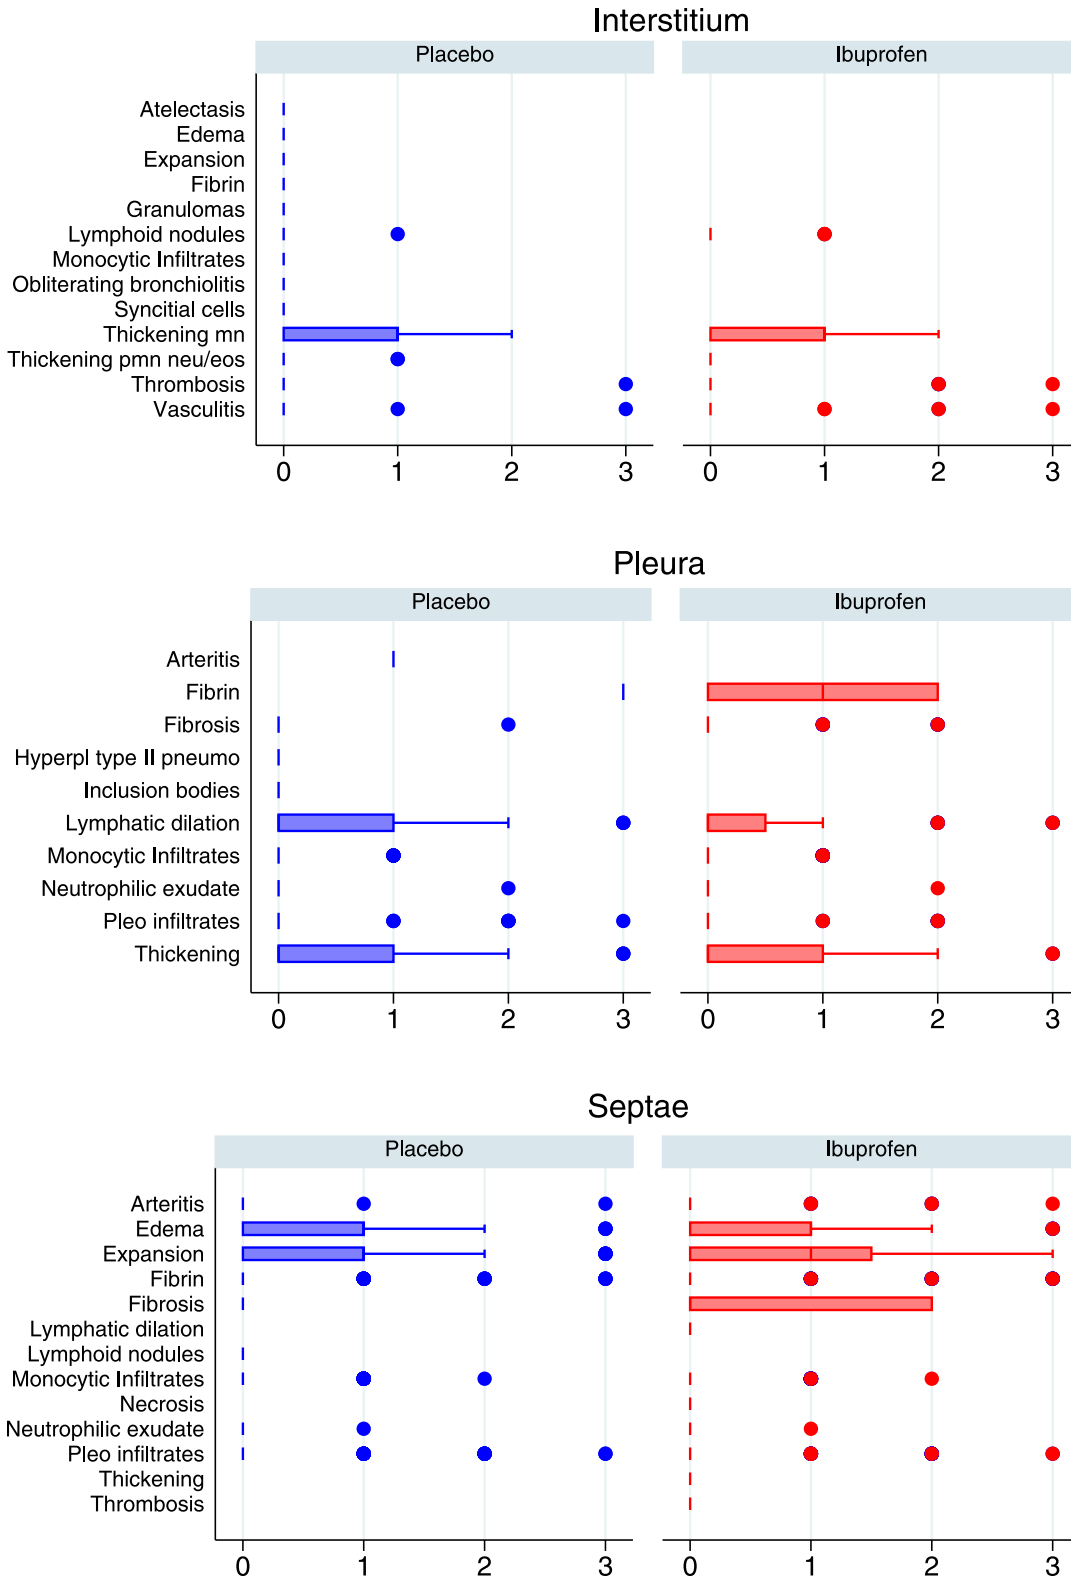 Interstitium
Placebo Ibuprofen
Atelectasis
Edema
Expansion
Fibrin
Granulomas
Lymphoid nodules
Monocytic Infiltrates
Obliterating bronchiolitis
Syncitial cells
Thickening mn
Thickening pmn neu/eos
Thrombosis
Vasculitis
0 1 2 3 0 1 2 3
Pleura
Placebo Ibuprofen
Arteritis
Fibrin
Fibrosis
Hyperpl type II pneumo
Inclusion bodies
Lymphatic dilation
Monocytic Infiltrates
Neutrophilic exudate
Pleo infiltrates
Thickening
0 1 2 3 0 1 2 3
Septae
Placebo Ibuprofen
Arteritis
Edema
Expansion
Fibrin
Fibrosis
Lymphatic dilation
Lymphoid nodules
Monocytic Infiltrates
Necrosis
Neutrophilic exudate
Pleo infiltrates
Thickening
Thrombosis
0 1 2 3 0 1 2 3